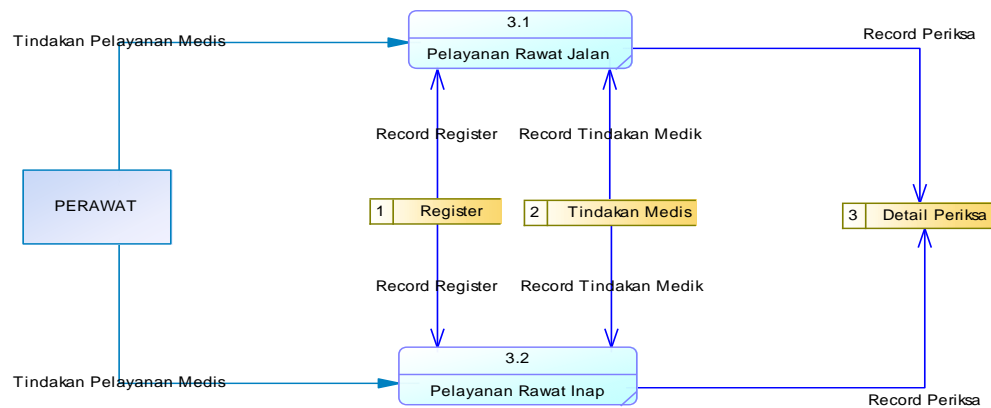 3.1
Pelayanan Rawat Jalan
Tindakan Pelayanan Medis
Record Periksa
Record Register
Record Tindakan Medik
PERAWAT
1 Register
2 Tindakan Medis
3 Detail Periksa
Record Register
Record Tindakan Medik
3.2
Pelayanan Rawat Inap
Tindakan Pelayanan Medis
Record Periksa